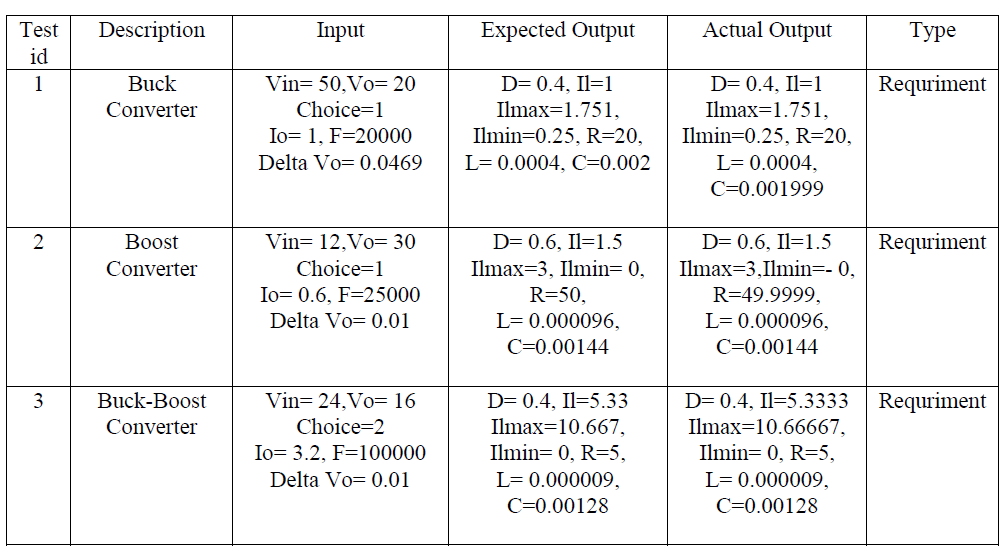 Test id
Description
Input
Expected Output
Actual Output
Type
1
Buck
Converter
Vin= 50,Vo= 20
Choice=1
Io= 1, F=20000
Delta Vo= 0.0469
D= 0.4, Il=1
Ilmax=1.751,
Ilmin=0.25, R=20,
L= 0.0004, C=0.002
D= 0.4, Il=1
Ilmax=1.751,
Ilmin=0.25, R=20,
L= 0.0004,
C=0.001999
Requriment
2
Boost
Converter
Vin= 12,Vo= 30
Choice=1
Io= 0.6, F=25000
Delta Vo= 0.01
D= 0.6, Il=1.5
Ilmax=3, Ilmin= 0,
R=50,
L= 0.000096,
C=0.00144
D= 0.6, Il=1.5
Ilmax=3,Ilmin=- 0,
R=49.9999,
L= 0.000096,
C=0.00144
Requriment
3
Buck-Boost
Converter
Vin= 24,Vo= 16
Choice=2
Io= 3.2, F=100000
Delta Vo= 0.01
D= 0.4, Il=5.33
Ilmax=10.667,
Ilmin= 0, R=5,
L= 0.000009,
C=0.00128
D= 0.4, Il=5.3333
Ilmax=10.66667,
Ilmin= 0, R=5,
L= 0.000009,
C=0.00128
Requriment